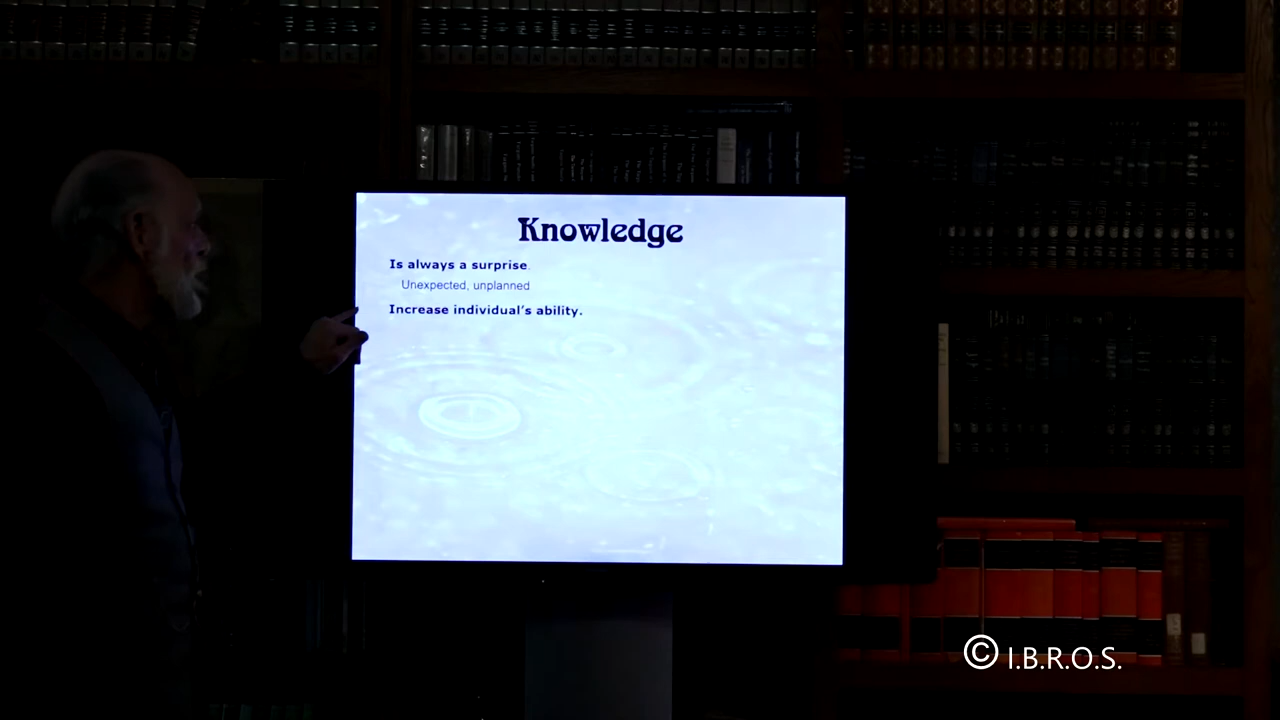 Knowledge
Is always a surprise.
Unexpected, unplanned
Increase individual's ability.
© I.B.R.O.S.